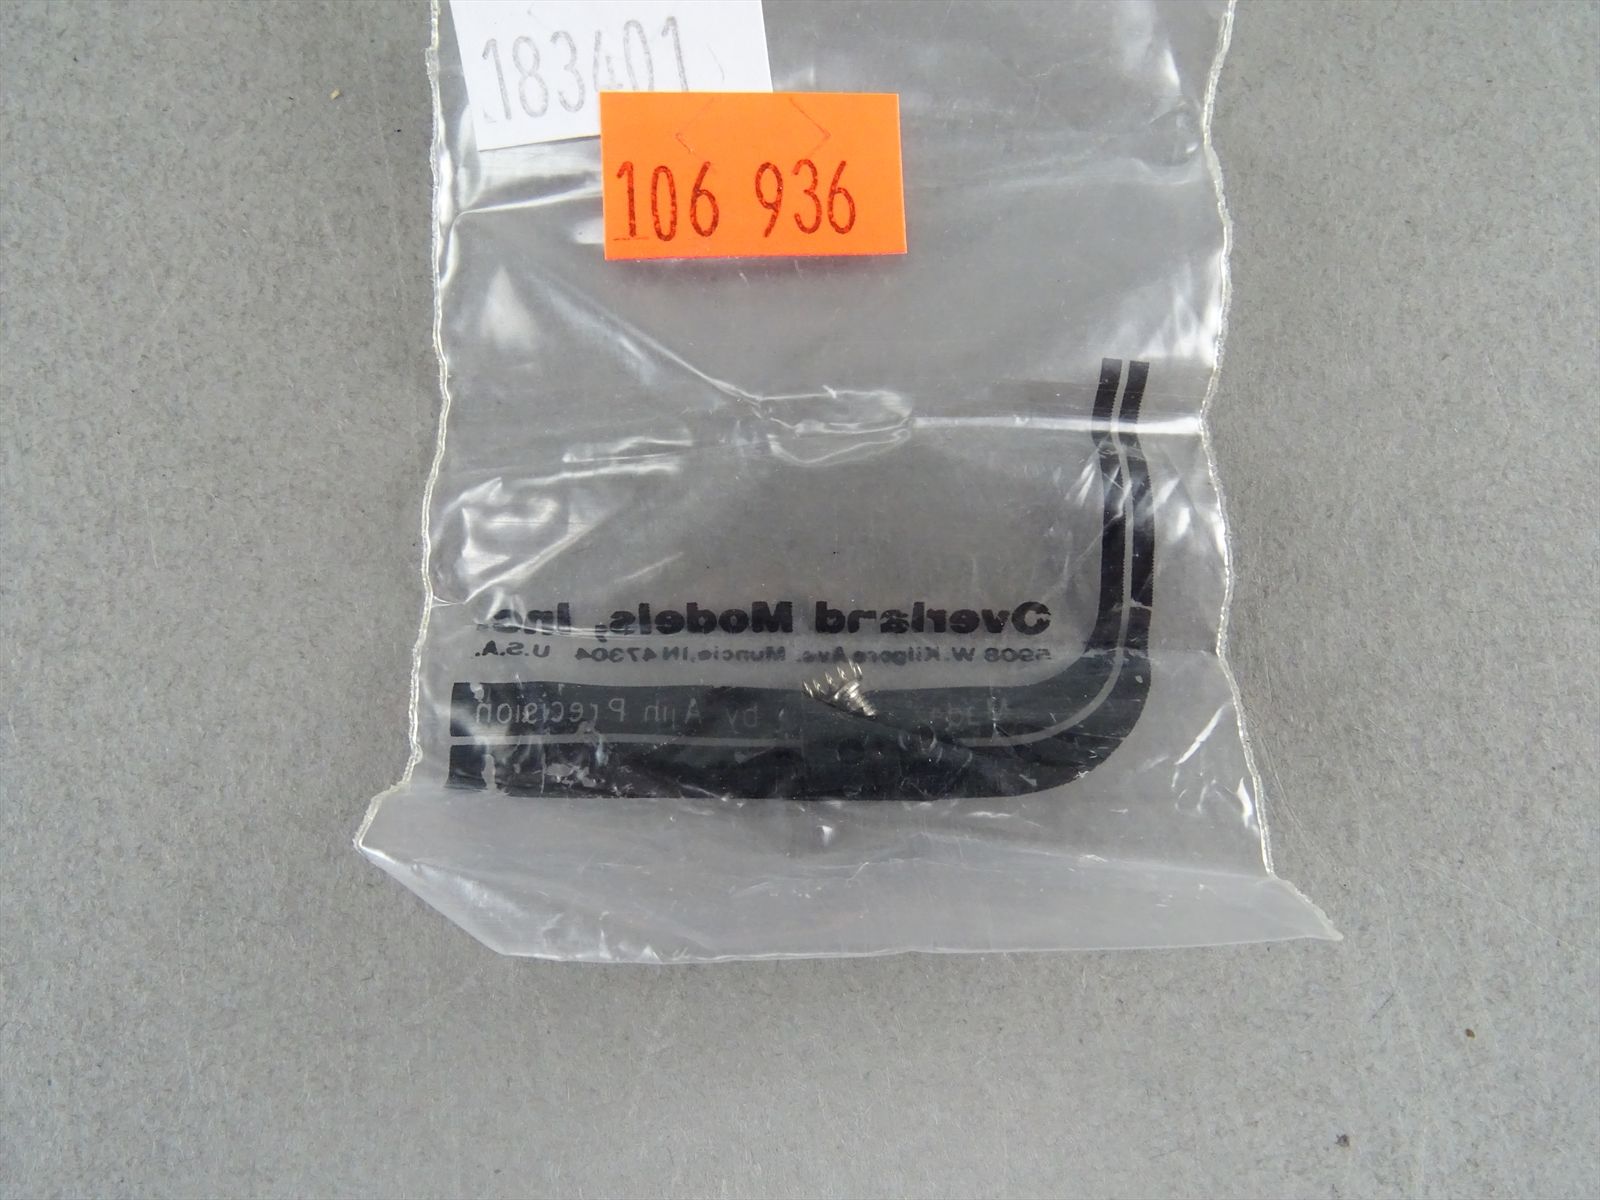 183401
106 936
Overland Models, Inc.
5908 W. Kilgore Ave. Muncie, IN 47304 U.S.A.
by Ajin Precision